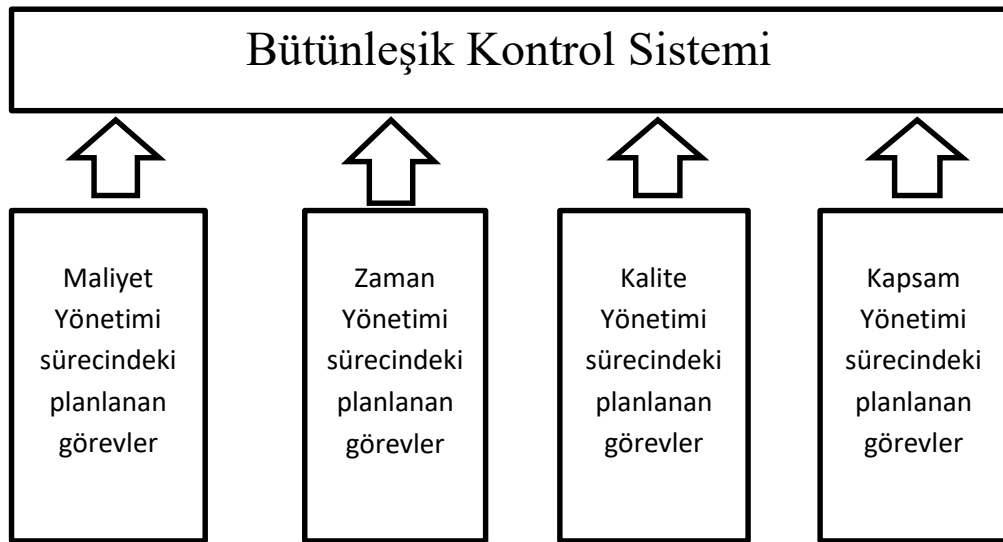 Bütünleşik Kontrol Sistemi
Maliyet
Yönetimi
sürecindeki
planlanan
görevler
Zaman
Yönetimi
sürecindeki
planlanan
görevler
Kalite
Yönetimi
sürecindeki
planlanan
görevler
Kapsam
Yönetimi
sürecindeki
planlanan
görevler